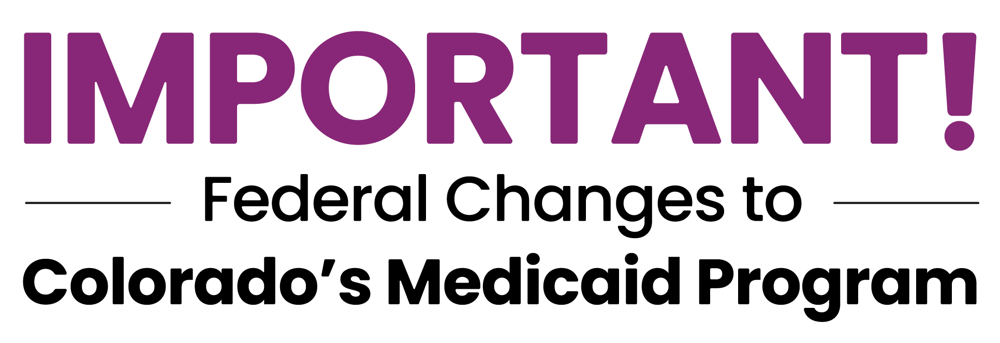 IMPORTANT!
Federal Changes to
Colorado’s Medicaid Program